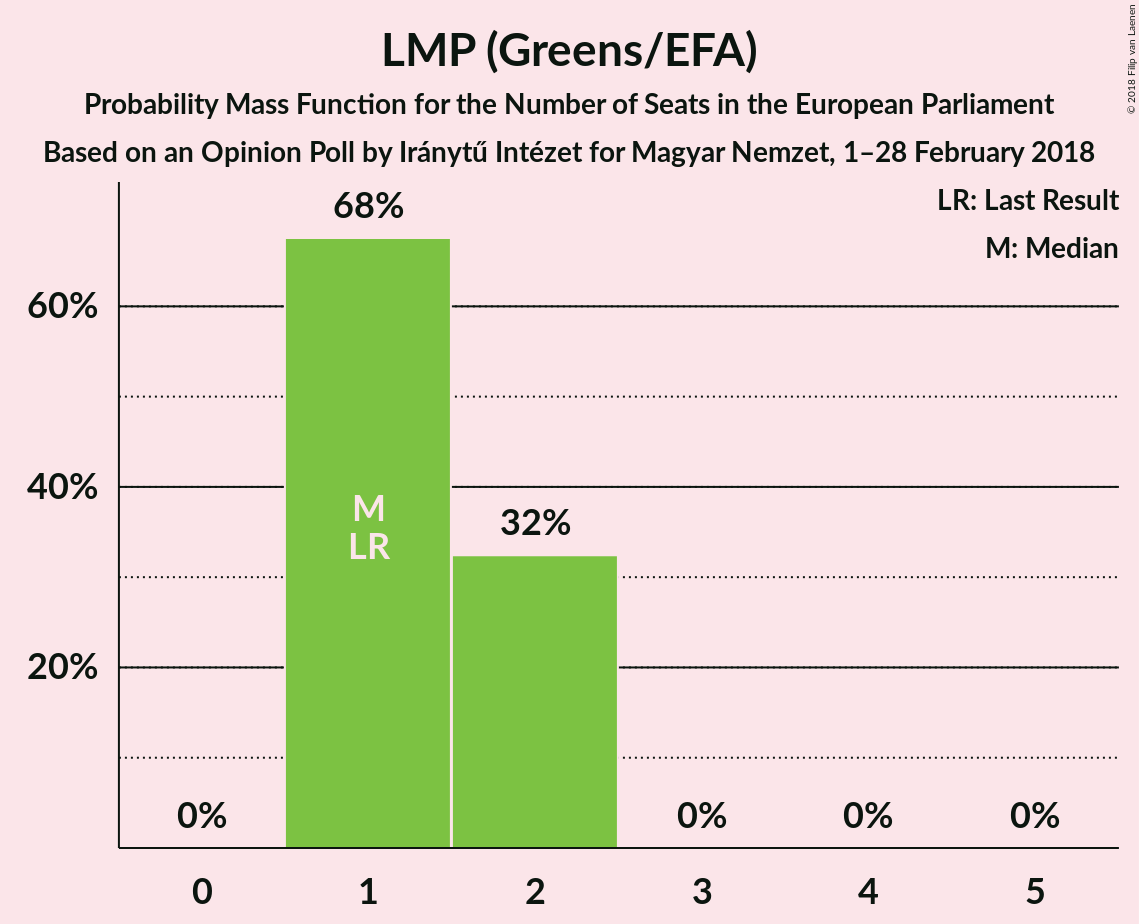 LMP (Greens/EFA)
Probability Mass Function for the Number of Seats in the European Parliament
Based on an Opinion Poll by Iránytű Intézet for Magyar Nemzet, 1–28 February 2018
© 2018 Filip van Laenen
LR: Last Result
M: Median
68%
60%
40%
M
LR
32%
20%
0%
0%
0%
0%
0
1
2
3
4
5